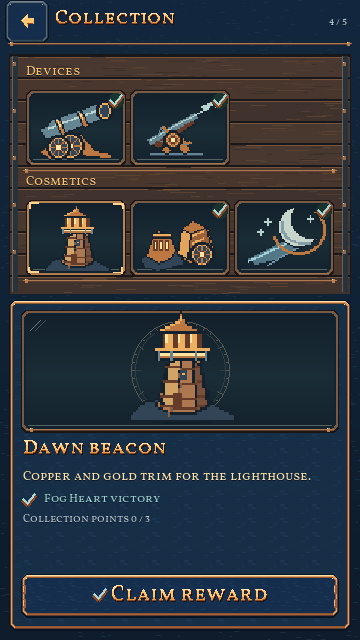 Collection
4 / 5
Devices
Cosmetics
Dawn beacon
Copper and gold trim for the lighthouse.
Fog Heart victory
Collection points 0 / 3
Claim reward